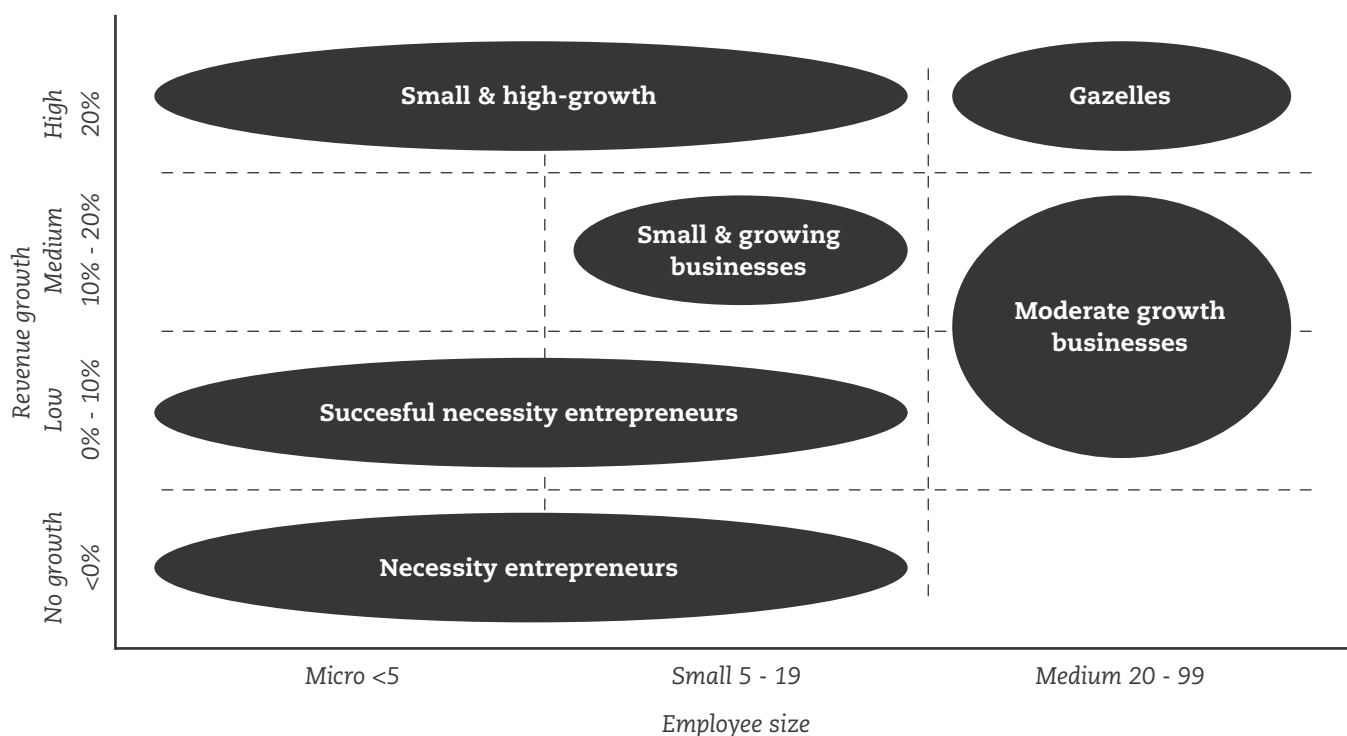 Revenue growth
High
20%
Small & high-growth
Gazelles
Medium
10% - 20%
Small & growing
businesses
Moderate growth
businesses
Low
0% - 10%
Succesful necessity entrepreneurs
No growth
<0%
Necessity entrepreneurs
Micro <5
Small 5 - 19
Medium 20 - 99
Employee size